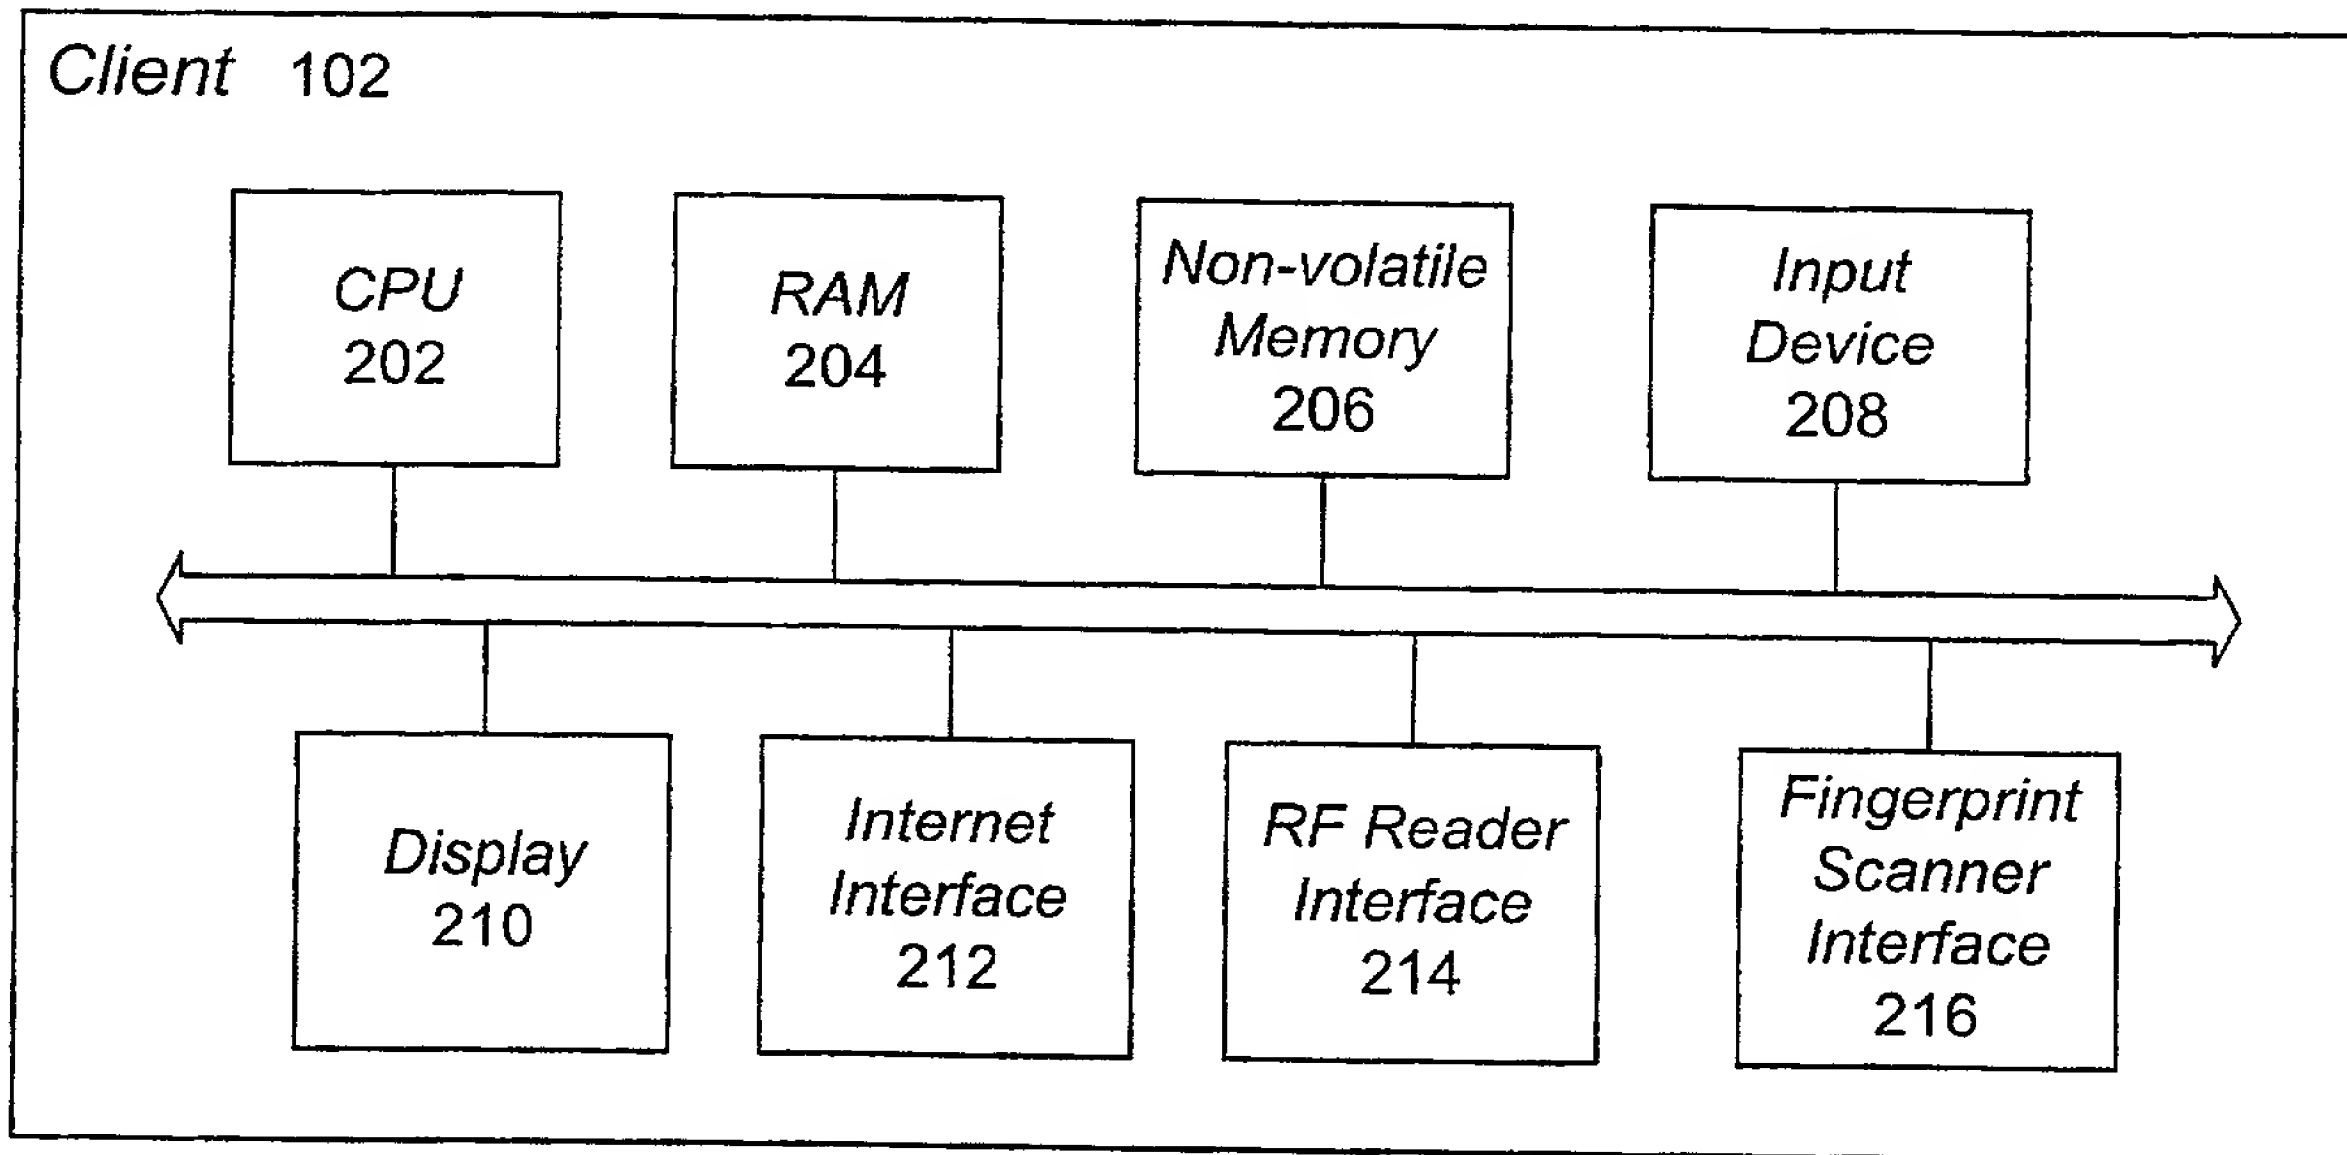 Client 102
CPU
202
RAM
204
Non-volatile
Memory
206
Input
Device
208
Display
210
Internet
Interface
212
RF Reader
Interface
214
Fingerprint
Scanner
Interface
216